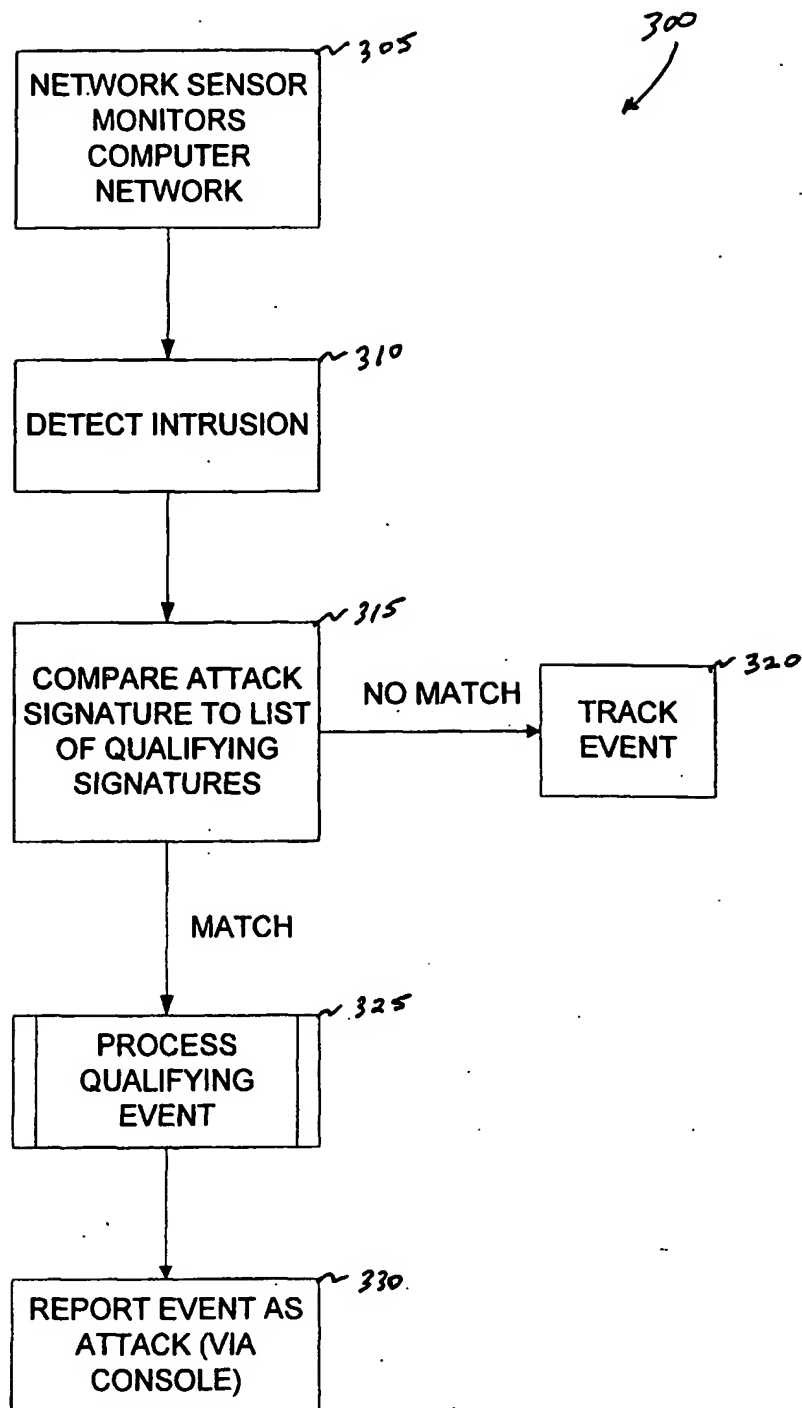 300
305
NETWORK SENSOR
MONITORS
COMPUTER
NETWORK
310
DETECT INTRUSION
315
COMPARE ATTACK
SIGNATURE TO LIST
OF QUALIFYING
SIGNATURES
NO MATCH
320
TRACK
EVENT
MATCH
325
PROCESS
QUALIFYING
EVENT
330
REPORT EVENT AS
ATTACK (VIA
CONSOLE)